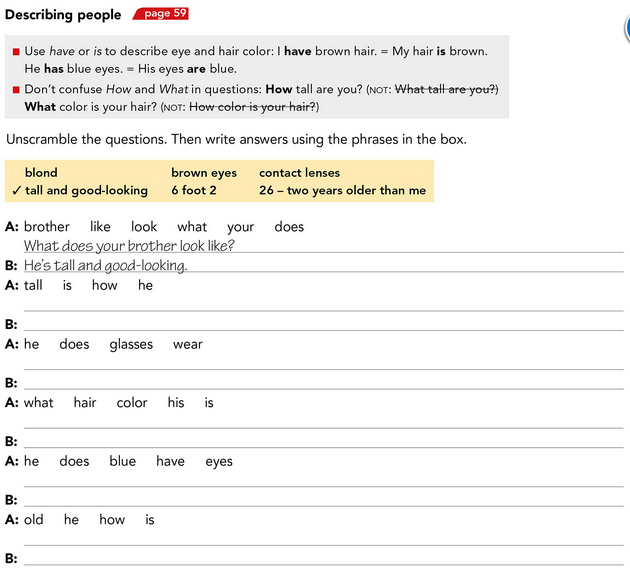 Describing people page 59
■ Use have or is to describe eye and hair color: I have brown hair. = My hair is brown.
He has blue eyes. = His eyes are blue.
■ Don't confuse How and What in questions: How tall are you? (NOT: What tall are you?)
What color is your hair? (NOT: How color is your hair?)
Unscramble the questions. Then write answers using the phrases in the box.
blond brown eyes contact lenses
✓ tall and good-looking 6 foot 2 26 – two years older than me
A: brother like look what your does
What does your brother look like?
B: He's tall and good-looking.
A: tall is how he
B:
A: he does glasses wear
B:
A: what hair color his is
B:
A: he does blue have eyes
B:
A: old he how is
B: